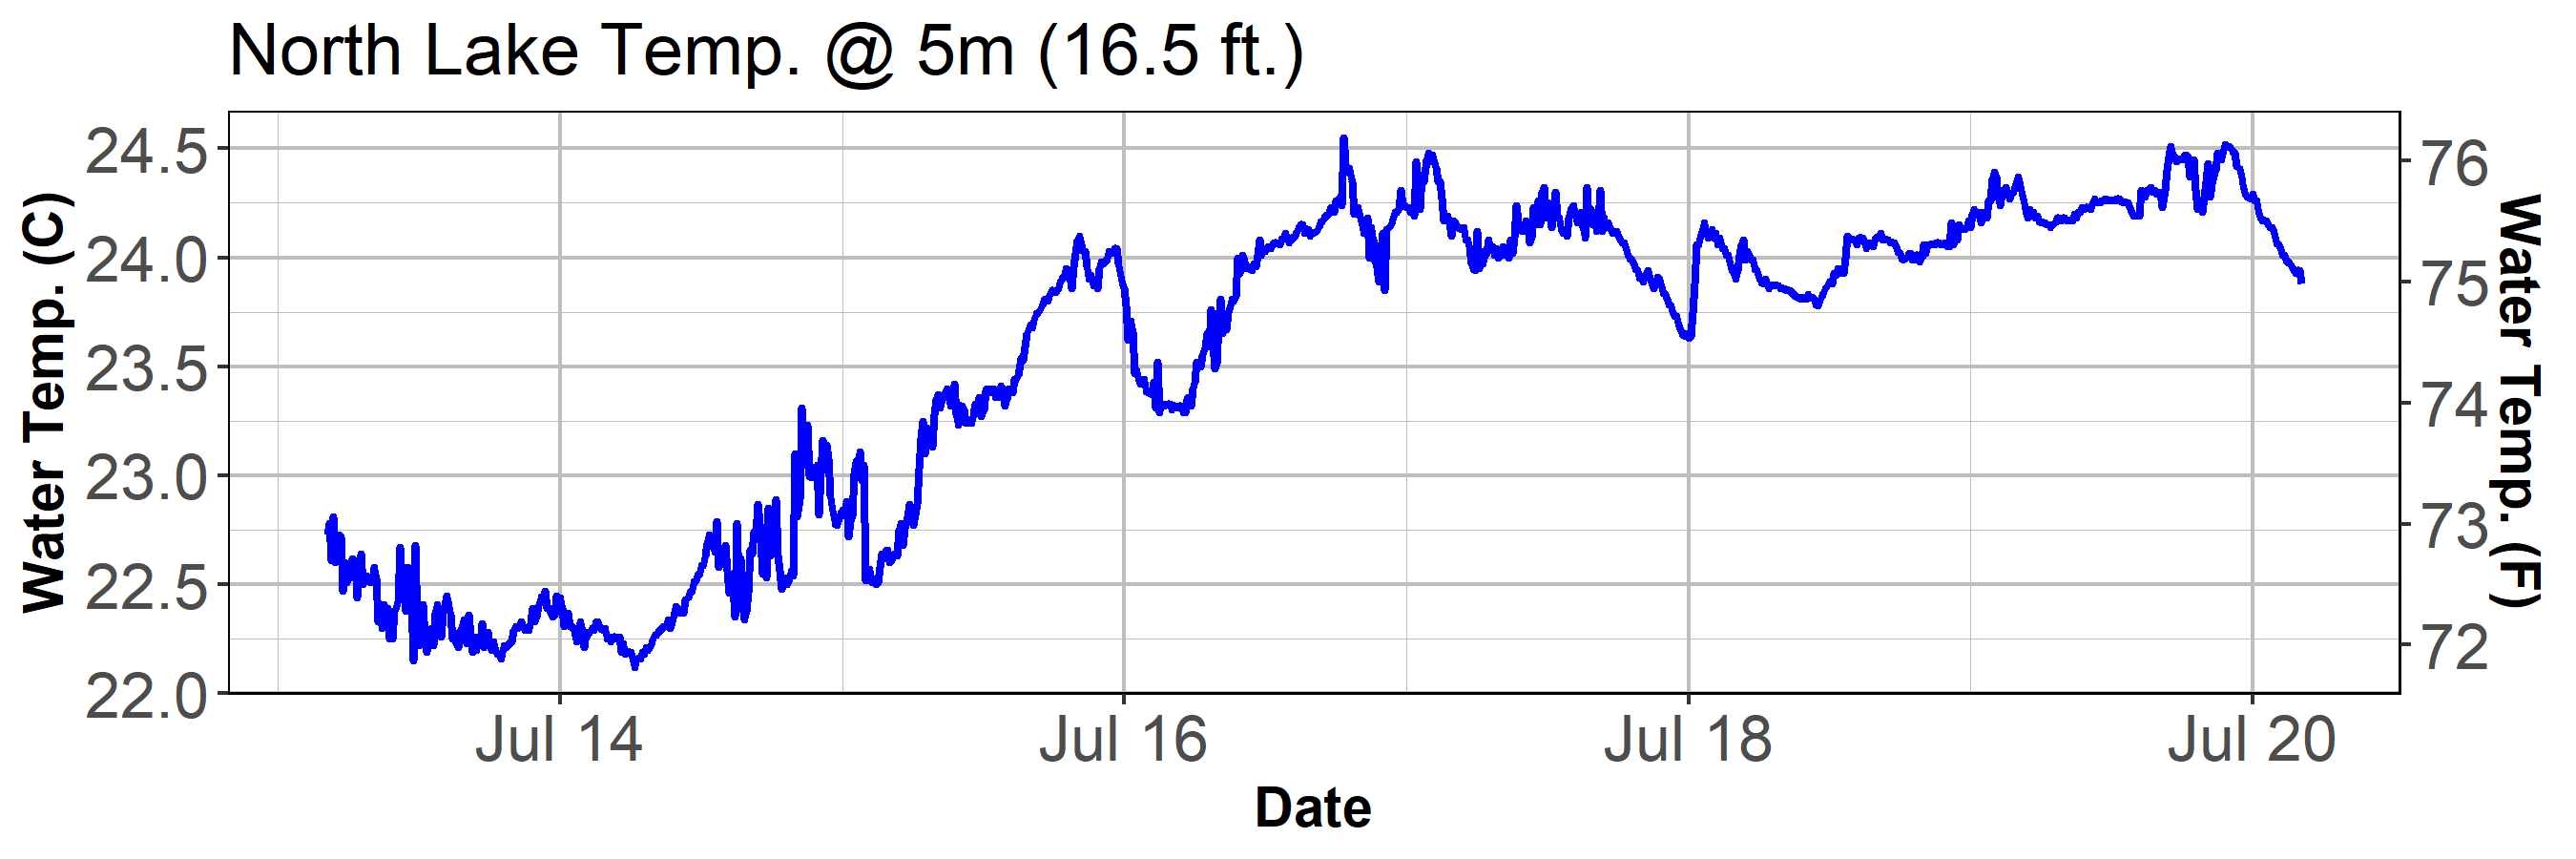 North Lake Temp. @ 5m (16.5 ft.)
Water Temp. (C)
24.5
24.0
23.5
23.0
22.5
22.0
76
75
74
73
72
Water Temp. (F)
Jul 14 Jul 16 Jul 18 Jul 20
Date